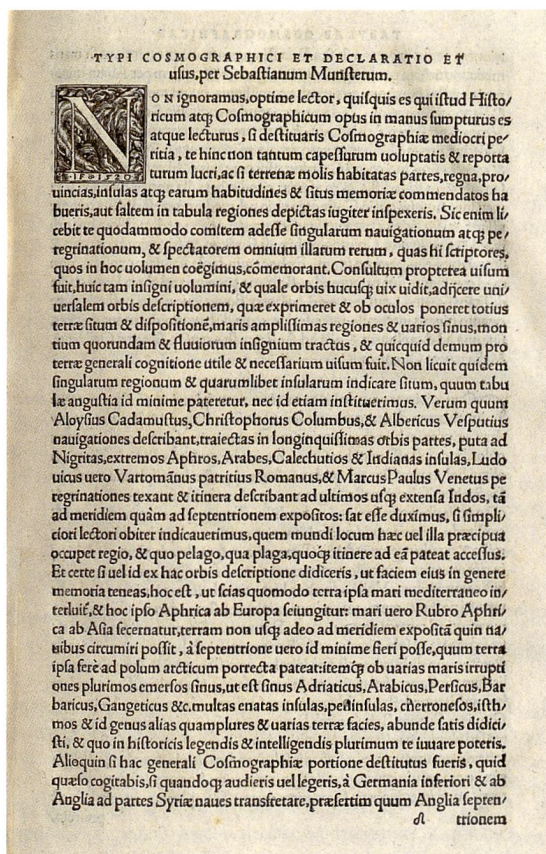 TYPI COSMOGRAPHICI ET DECLARATIO ET
usus, per Sebastianum Munsterum.
NON ignoramus, optime lector, quisquis es qui istud Histo/
ricum atq; Cosmographicum opus in manus sumpturus es
atque lecturus, si destituaris Cosmographiæ mediocri pe/
ritia, te hinc non tantum capessurum uoluptatis & reporta
turum lucri, ac si terrenæ molis habitatas partes, regna, pro/
I F 1520
uincias, insulas atq; earum habitudines & situs memoriæ commendatos ha
bueris, aut saltem in tabula regiones depictas iugiter inspexeris. Sic enim li/
cebit te quodammodo comitem adesse singularum nauigationum atq; pe/
regrinationum, & spectatorem omnium illarum rerum, quas hi scriptores,
quos in hoc uolumen coëgimus, cōmemorant. Consultum propterea uisum
fuit, huic tam insigni uolumini, & quale orbis hucusq; uix uidit, adijcere uni/
uersalem orbis descriptionem, quæ exprimeret & ob oculos poneret totius
terræ situm & dispositionē, maris amplissimas regiones & uarios sinus, mon
tium quorundam & fluuiorum insignium tractus, & quicquid demum pro
terræ generali cognitione utile & necessarium uisum fuit. Non licuit quidem
singularum regionum & quarumlibet insularum indicare situm, quum tabu
læ angustia id minime pateretur, nec id etiam instituerimus. Verum quum
Aloysius Cadamustus, Christophorus Columbus, & Albericus Vesputius
nauigationes describant, traiectas in longinquissimas orbis partes, puta ad
Nigritas, extremos Aphros, Arabes, Calechutios & Indianas insulas, Ludo
uicus uero Vartomānus patritius Romanus, & Marcus Paulus Venetus pe
regrinationes texant & itinera describant ad ultimos usq; extensa Indos, tā
ad meridiem quàm ad septentrionem expositos: sat esse duximus, si simpli/
ciori lectori obiter indicauerimus, quem mundi locum hæc uel illa præcipua
occupet regio, & quo pelago, qua plaga, quocq; itinere ad eā pateat accessus.
Et certe si uel id ex hac orbis descriptione didiceris, ut faciem eius in genere
memoria teneas, hoc est, ut scias quomodo terra ipsa mari mediterraneo in/
terluit̃, & hoc ipso Aphrica ab Europa seiungitur: mari uero Rubro Aphri/
ca ab Asia secernatur, terram non usq; adeo ad meridiem expositā quin na/
uibus circumiri possit, à septentrione uero id minime fieri posse, quum terra
ipsa ferè ad polum arcticum porrecta pateat: itemq; ob uarias maris irrupti
ones plurimos emersos sinus, ut est sinus Adriaticus, Arabicus, Persicus, Bar
baricus, Gangeticus &c. multas enatas insulas, pēīnsulas, cherronesos, isth/
mos & id genus alias quamplures & uarias terræ facies, abunde satis didici/
sti, & quo in historicis legendis & intelligendis plurimum te iuuare poteris.
Alioquin si hac generali Cosmographiæ portione destitutus fueris, quid
quæso cogitabis, si quandoq; audieris uel legeris, à Germania inferiori & ab
Anglia ad partes Syriæ naues transfretare, præsertim quum Anglia septen/
α trionem